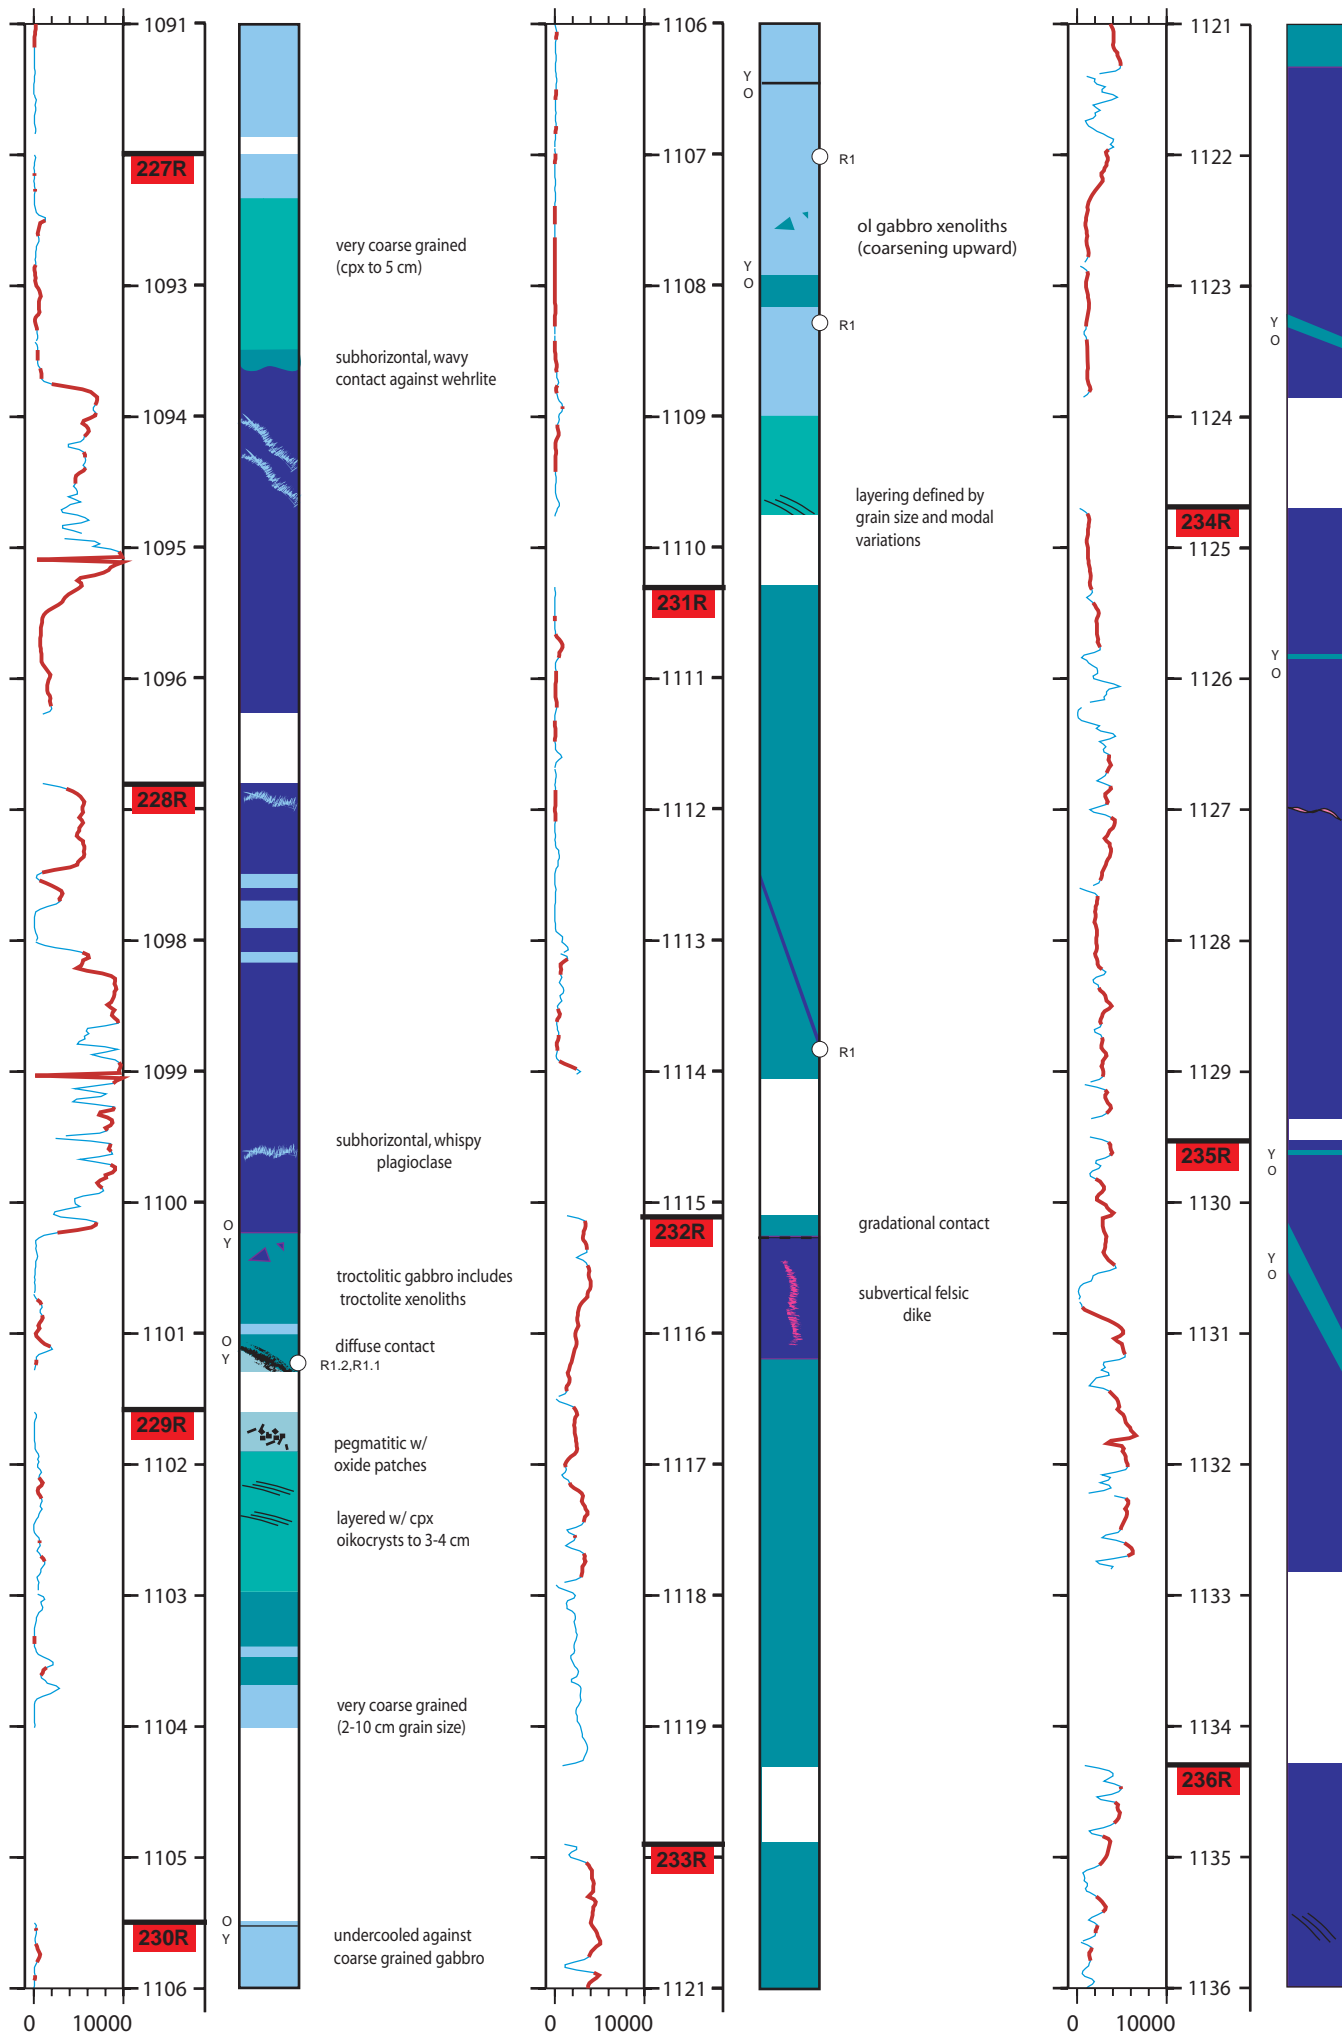 1091
227R
1093
1094
1095
1096
228R
1098
1099
1100
229R
1101
1102
1103
1104
1105
230R
1106
0 10000
very coarse grained
(cpx to 5 cm)
subhorizontal, wavy
contact against wehrlite
subhorizontal, whispy
plagioclase
O
Y
troctolitic gabbro includes
troctolite xenoliths
O
Y
diffuse contact
R1.2,R1.1
pegmatitic w/
oxide patches
layered w/ cpx
oikocrysts to 3-4 cm
very coarse grained
(2-10 cm grain size)
O
Y
undercooled against
coarse grained gabbro
1106
1107
1108
1109
1110
231R
1111
1112
1113
1114
1115
232R
1116
1117
1118
1119
233R
1121
0 10000
Y
O
R1
ol gabbro xenoliths
(coarsening upward)
Y
O
R1
layering defined by
grain size and modal
variations
R1
gradational contact
subvertical felsic
dike
1121
1122
1123
1124
234R
1125
1126
1127
1128
1129
235R
1130
1131
1132
1133
1134
236R
1135
1136
0 10000
Y
O
Y
O
Y
O
Y
O